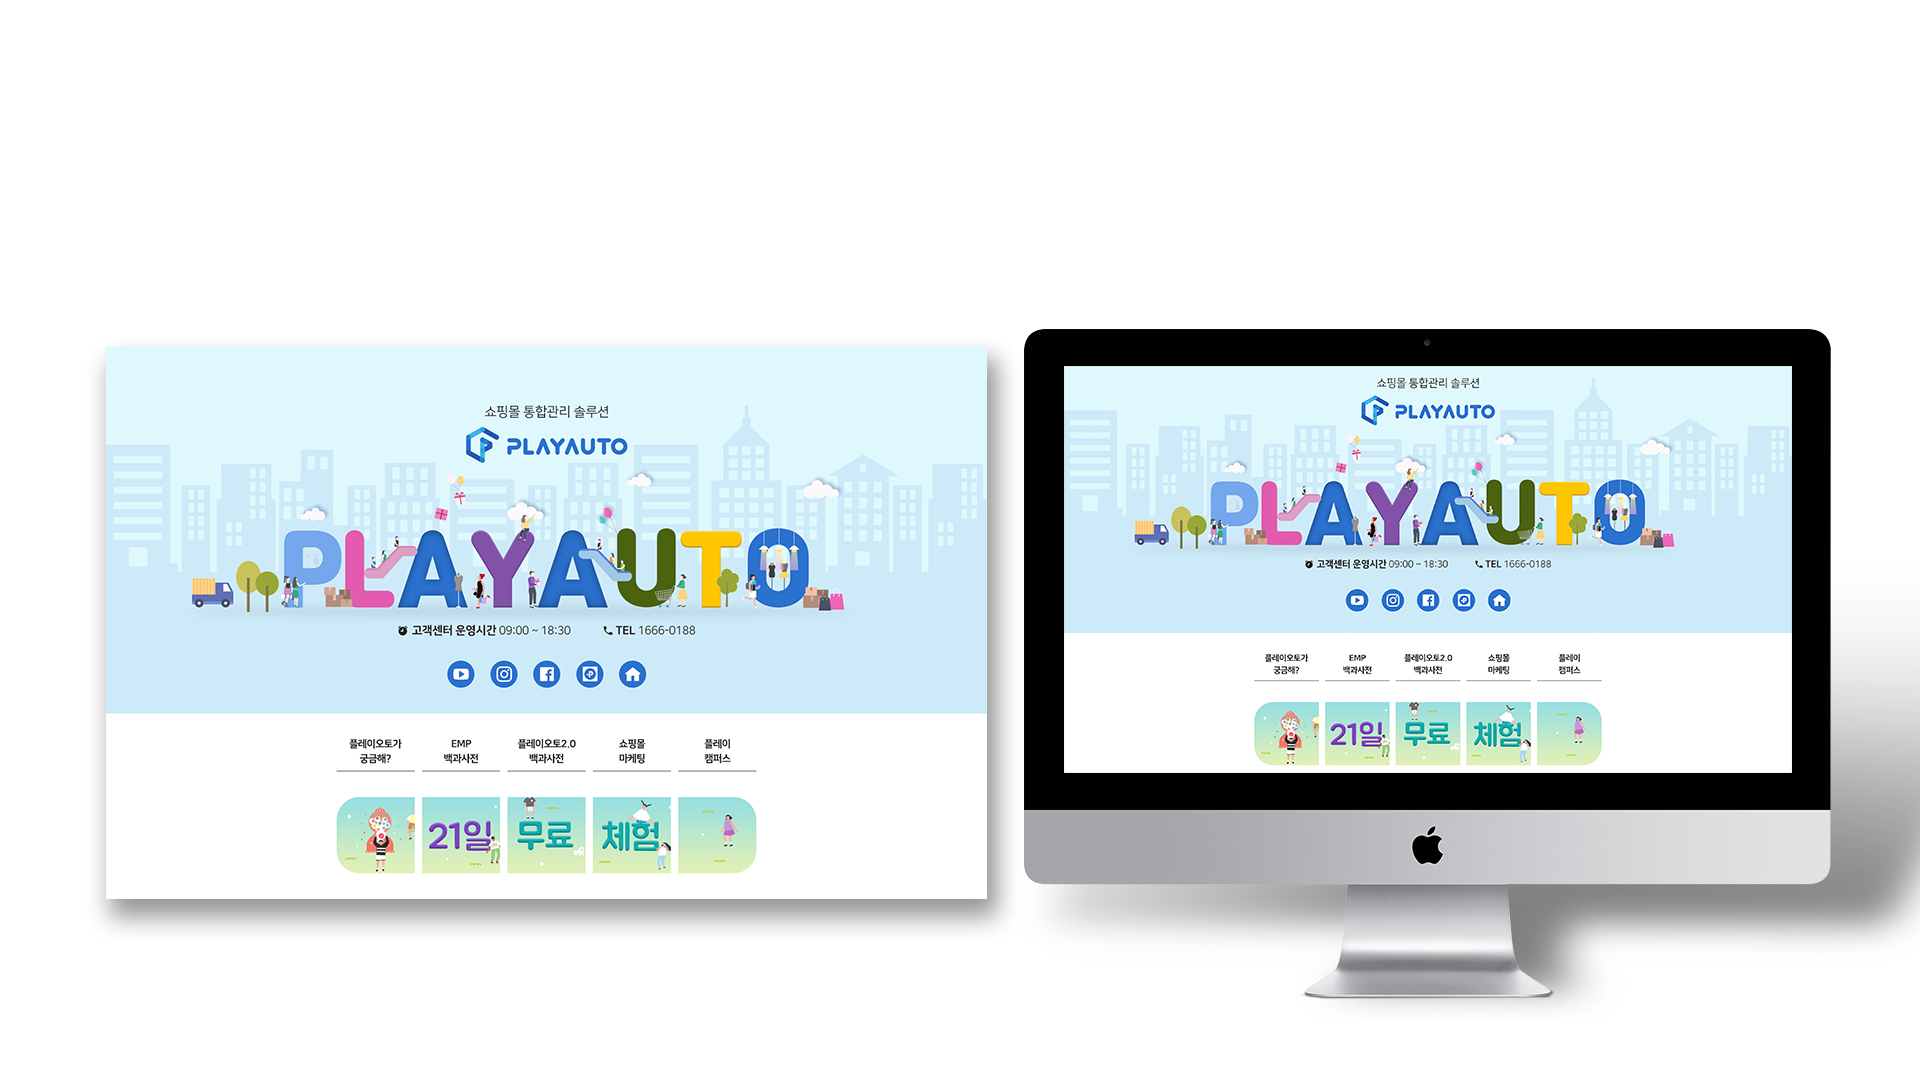 쇼핑몰 통합관리 솔루션
PLAYAUTO
PLAYAUTO
고객센터 운영시간 09:00 ~ 18:30 TEL 1666-0188
플레이오토가 궁금해?
EMP 백과사전
플레이오토2.0 백과사전
쇼핑몰 마케팅
플레이 캠퍼스
21일 무료 체험
쇼핑몰 통합관리 솔루션
PLAYAUTO
PLAYAUTO
고객센터 운영시간 09:00 ~ 18:30 TEL 1666-0188
플레이오토가 궁금해?
EMP 백과사전
플레이오토2.0 백과사전
쇼핑몰 마케팅
플레이 캠퍼스
21일 무료 체험